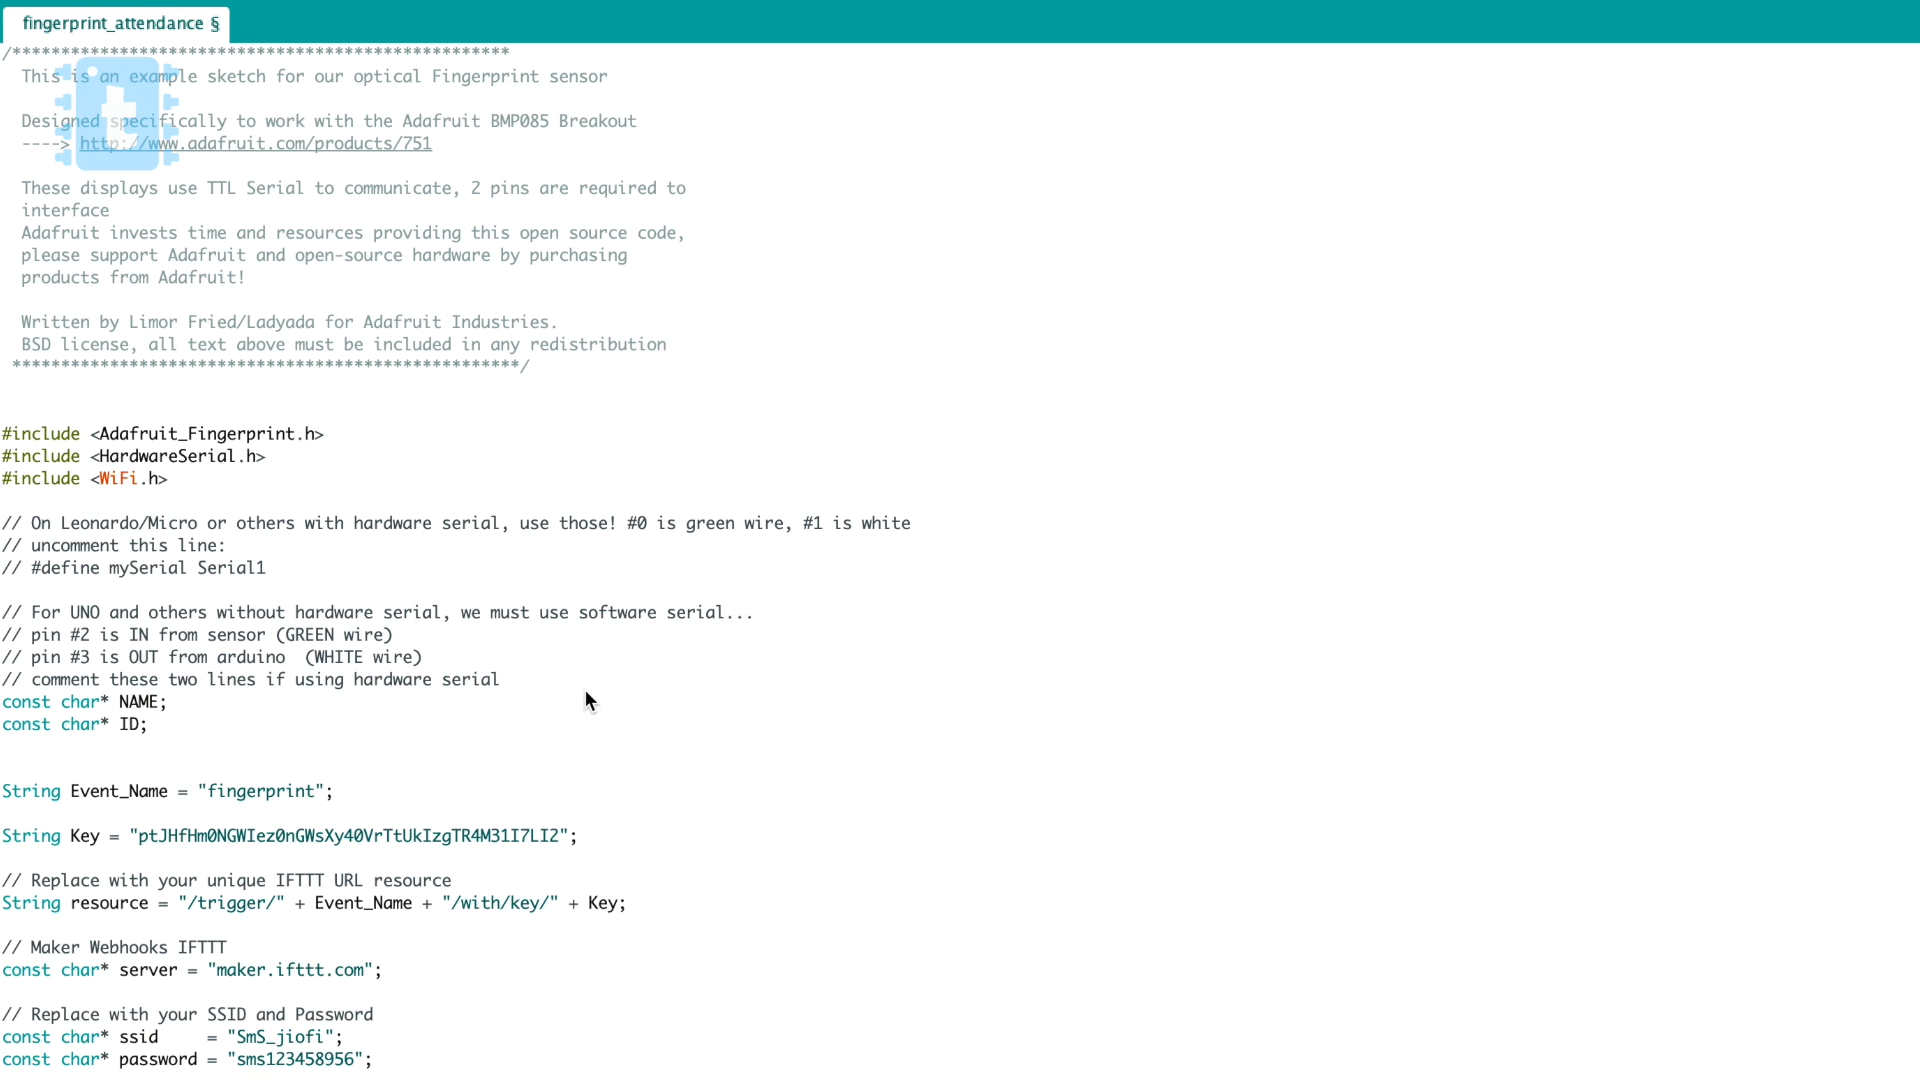 fingerprint_attendance §
/***************************************************
This is an example sketch for our optical Fingerprint sensor
Designed specifically to work with the Adafruit BMP085 Breakout
----> http://www.adafruit.com/products/751
These displays use TTL Serial to communicate, 2 pins are required to
interface
Adafruit invests time and resources providing this open source code,
please support Adafruit and open-source hardware by purchasing
products from Adafruit!
Written by Limor Fried/Ladyada for Adafruit Industries.
BSD license, all text above must be included in any redistribution
****************************************************/
#include <Adafruit_Fingerprint.h>
#include <HardwareSerial.h>
#include <WiFi.h>
// On Leonardo/Micro or others with hardware serial, use those! #0 is green wire, #1 is white
// uncomment this line:
// #define mySerial Serial1
// For UNO and others without hardware serial, we must use software serial...
// pin #2 is IN from sensor (GREEN wire)
// pin #3 is OUT from arduino  (WHITE wire)
// comment these two lines if using hardware serial
const char* NAME;
const char* ID;
String Event_Name = "fingerprint";
String Key = "ptJHfHm0NGWIez0nGWsXy40VrTtUkIzgTR4M31I7LI2";
// Replace with your unique IFTTT URL resource
String resource = "/trigger/" + Event_Name + "/with/key/" + Key;
// Maker Webhooks IFTTT
const char* server = "maker.ifttt.com";
// Replace with your SSID and Password
const char* ssid     = "SmS_jiofi";
const char* password = "sms123458956";